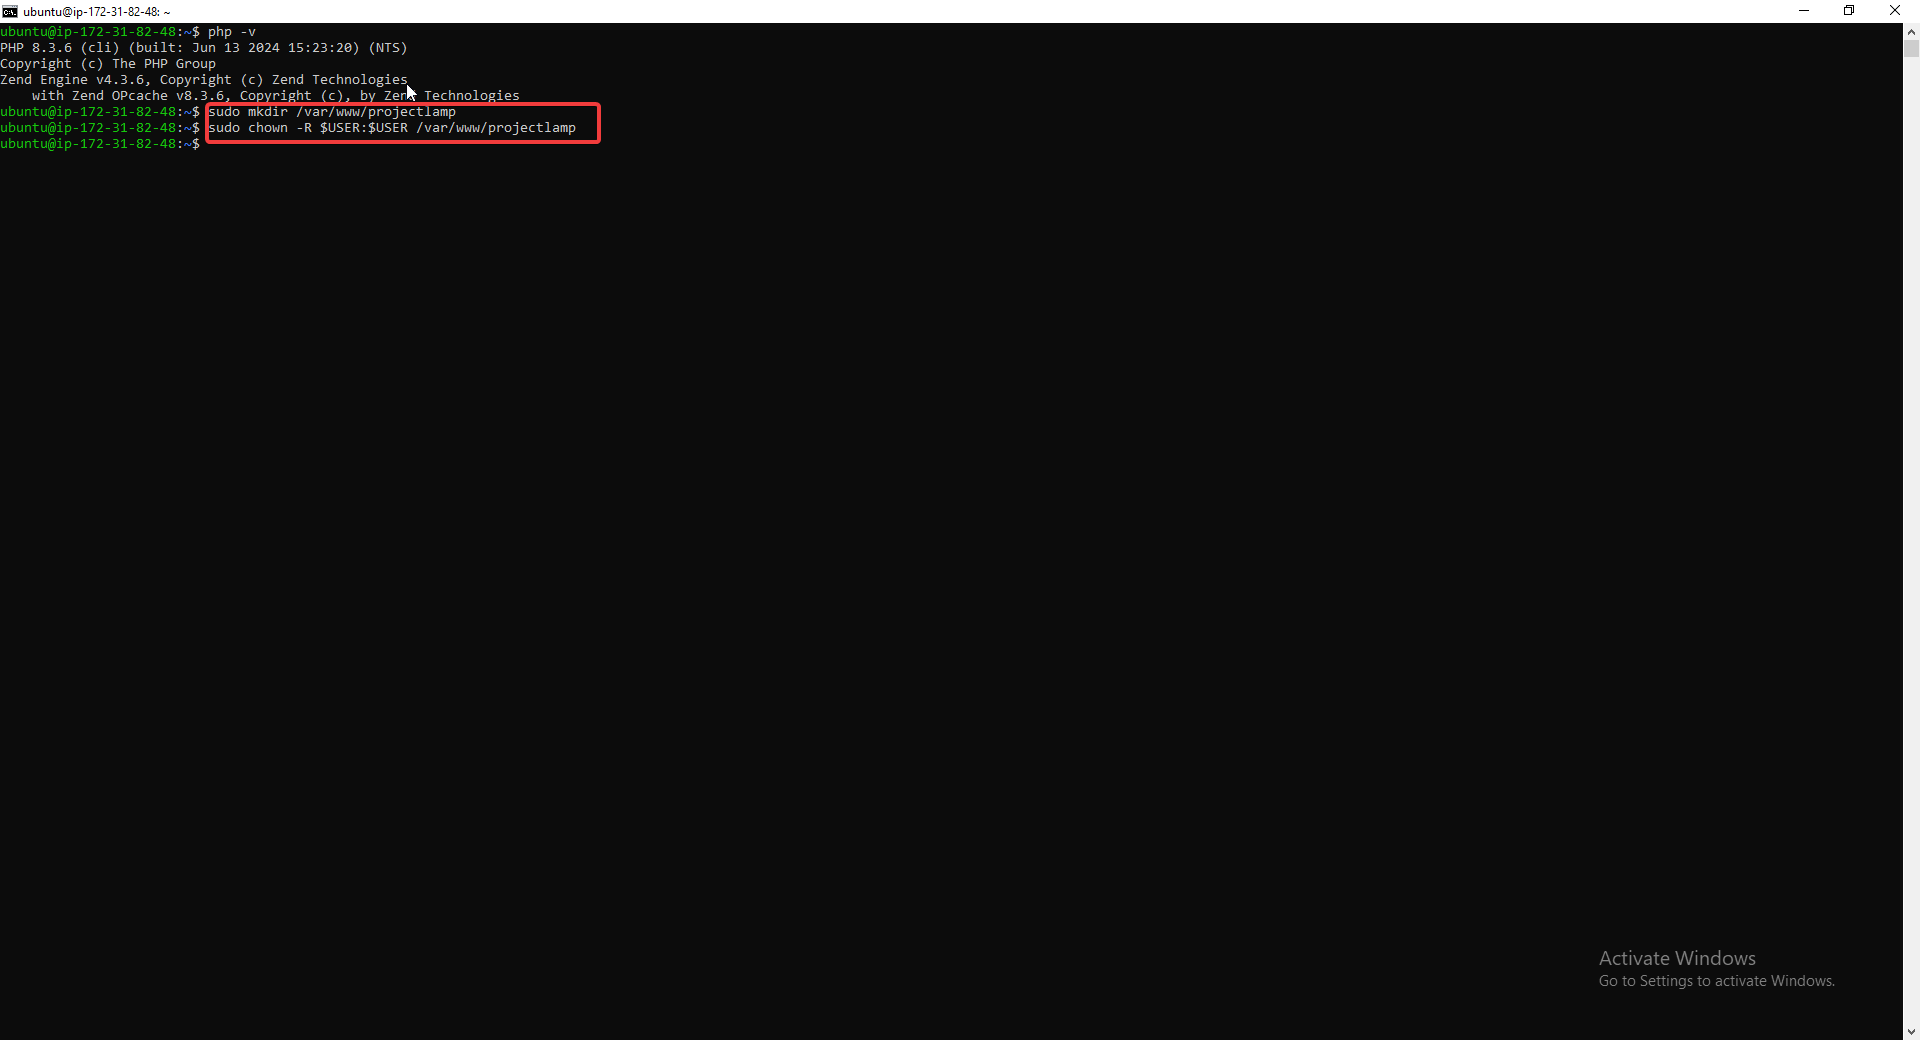 ubuntu@ip-172-31-82-48: ~
ubuntu@ip-172-31-82-48:~$ php -v
PHP 8.3.6 (cli) (built: Jun 13 2024 15:23:20) (NTS)
Copyright (c) The PHP Group
Zend Engine v4.3.6, Copyright (c) Zend Technologies
    with Zend OPcache v8.3.6, Copyright (c), by Zend Technologies
ubuntu@ip-172-31-82-48:~$ sudo mkdir /var/www/projectlamp
ubuntu@ip-172-31-82-48:~$ sudo chown -R $USER:$USER /var/www/projectlamp
ubuntu@ip-172-31-82-48:~$
Activate Windows
Go to Settings to activate Windows.